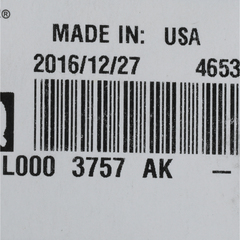 ®
MADE IN: USA
2016/12/27 4653
L000 3757 AK –